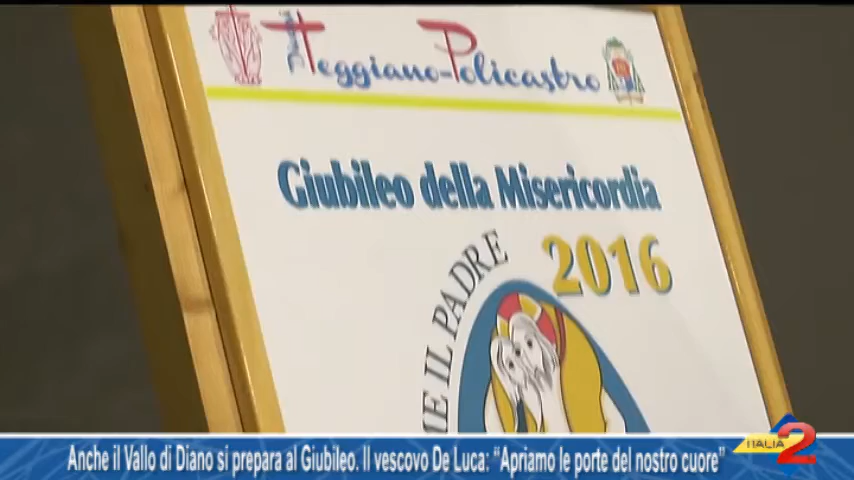 Teggiano-Policastro
Giubileo della Misericordia
2016
ME IL PADRE
Anche il Vallo di Diano si prepara al Giubileo. Il vescovo De Luca: “Apriamo le porte del nostro cuore”
ITALIA 2